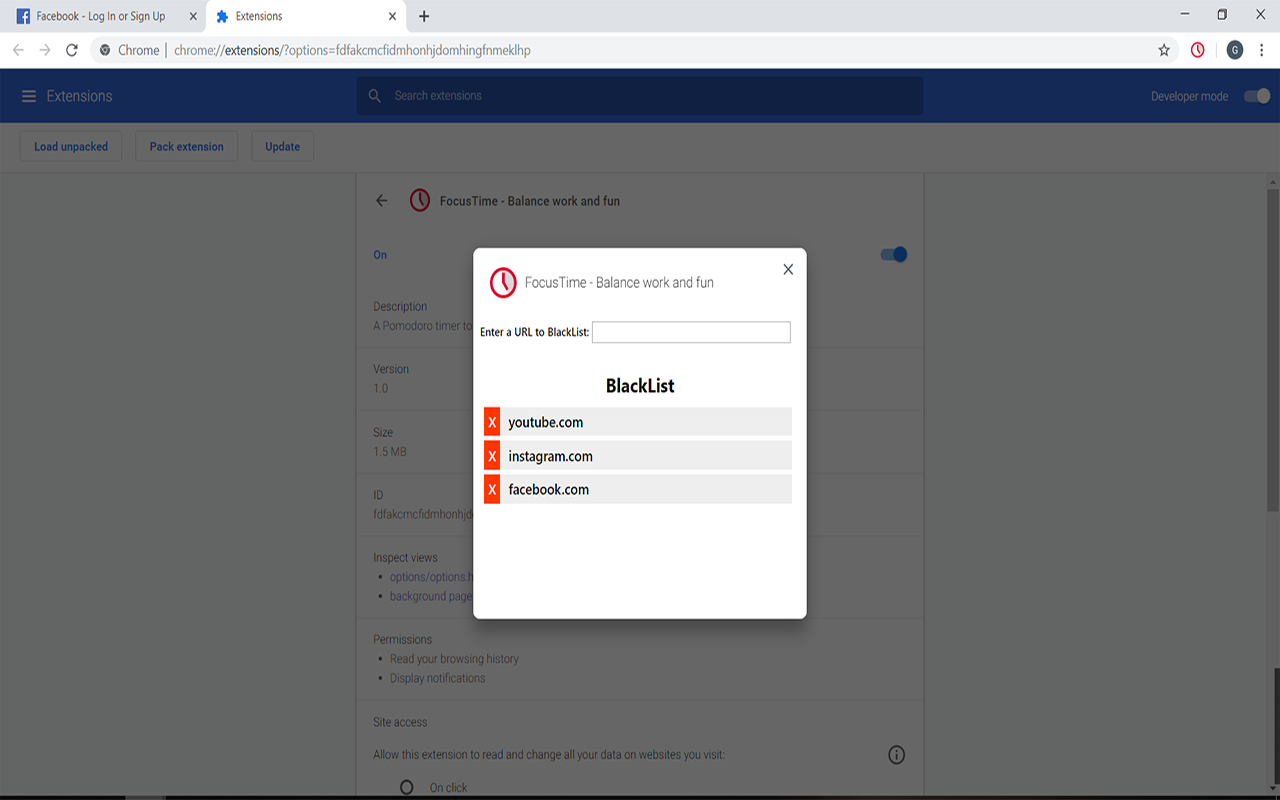 Facebook - Log In or Sign Up
Extensions
Chrome
chrome://extensions/?options=fdfakcmcfidmhonhjdomhingfnmeklhp
G
Extensions
Search extensions
Developer mode
Load unpacked
Pack extension
Update
FocusTime - Balance work and fun
On
Description
A Pomodoro timer to
Version
1.0
Size
1.5 MB
ID
fdfakcmcfidmhonhjd
Inspect views
• options/options.h
• background page
Permissions
• Read your browsing history
• Display notifications
Site access
Allow this extension to read and change all your data on websites you visit:
On click
FocusTime - Balance work and fun
Enter a URL to BlackList:
BlackList
X youtube.com
X instagram.com
X facebook.com